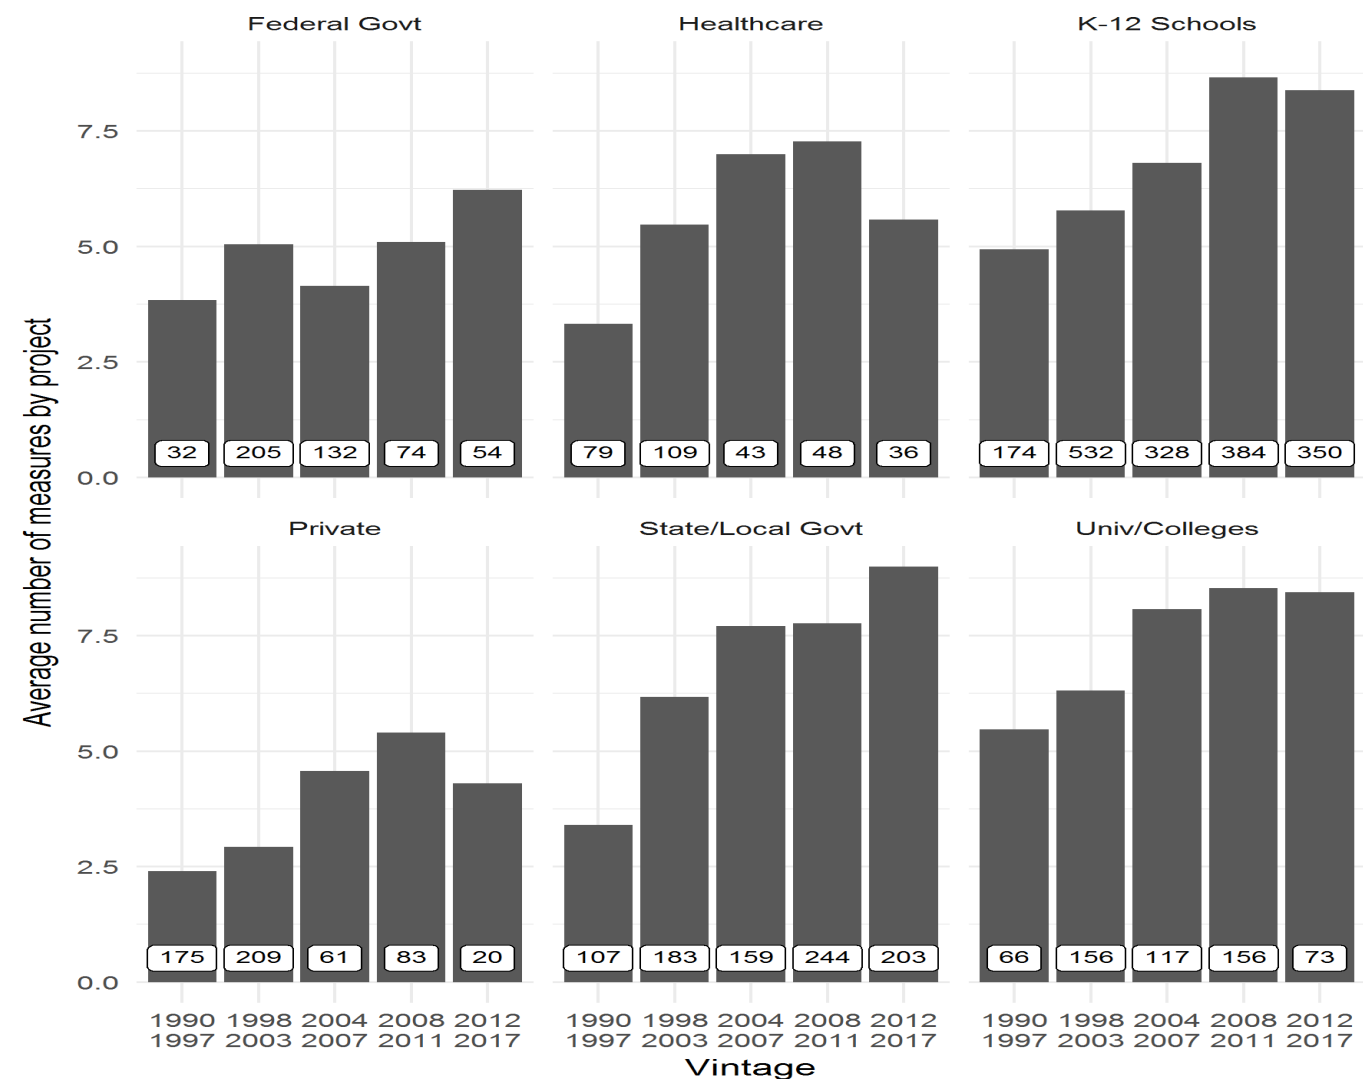 Federal Govt Healthcare K-12 Schools
7.5
5.0
2.5
0.0
32 205 132 74 54 79 109 43 48 36 174 532 328 384 350
Private State/Local Govt Univ/Colleges
7.5
5.0
2.5
0.0
175 209 61 83 20 107 183 159 244 203 66 156 117 156 73
1990 1998 2004 2008 2012 1990 1998 2004 2008 2012 1990 1998 2004 2008 2012
1997 2003 2007 2011 2017 1997 2003 2007 2011 2017 1997 2003 2007 2011 2017
Vintage
Average number of measures by project